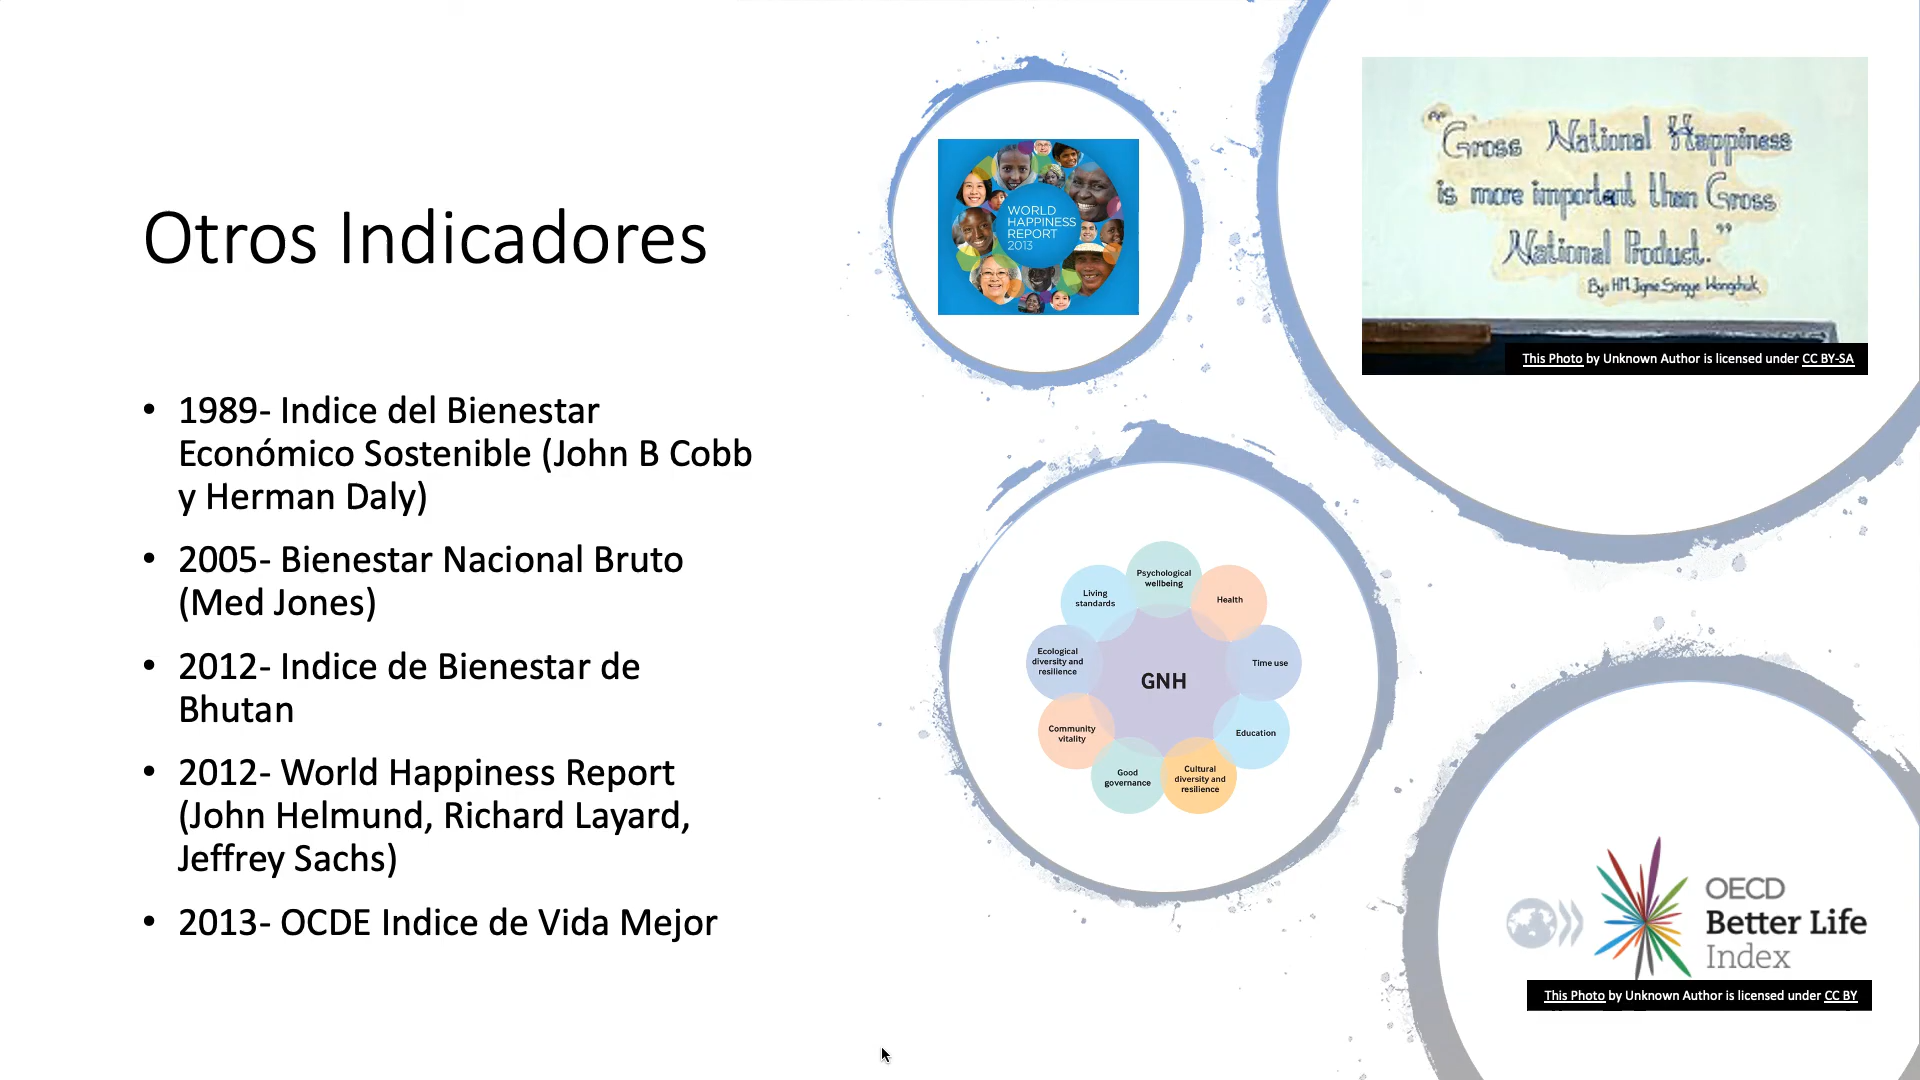 Otros Indicadores
• 1989- Indice del Bienestar
Económico Sostenible (John B Cobb
y Herman Daly)
• 2005- Bienestar Nacional Bruto
(Med Jones)
• 2012- Indice de Bienestar de
Bhutan
• 2012- World Happiness Report
(John Helmund, Richard Layard,
Jeffrey Sachs)
• 2013- OCDE Indice de Vida Mejor
WORLD
HAPPINESS
REPORT
2013
"Gross National Happiness
is more important than Gross
National Product."
By: HM Jigme Singye Wangchuk
This Photo by Unknown Author is licensed under CC BY-SA
Psychological
wellbeing
Health
Time use
Education
Cultural
diversity and
resilience
Good
governance
Community
vitality
Ecological
diversity and
resilience
Living
standards
GNH
OECD
Better Life
Index
This Photo by Unknown Author is licensed under CC BY